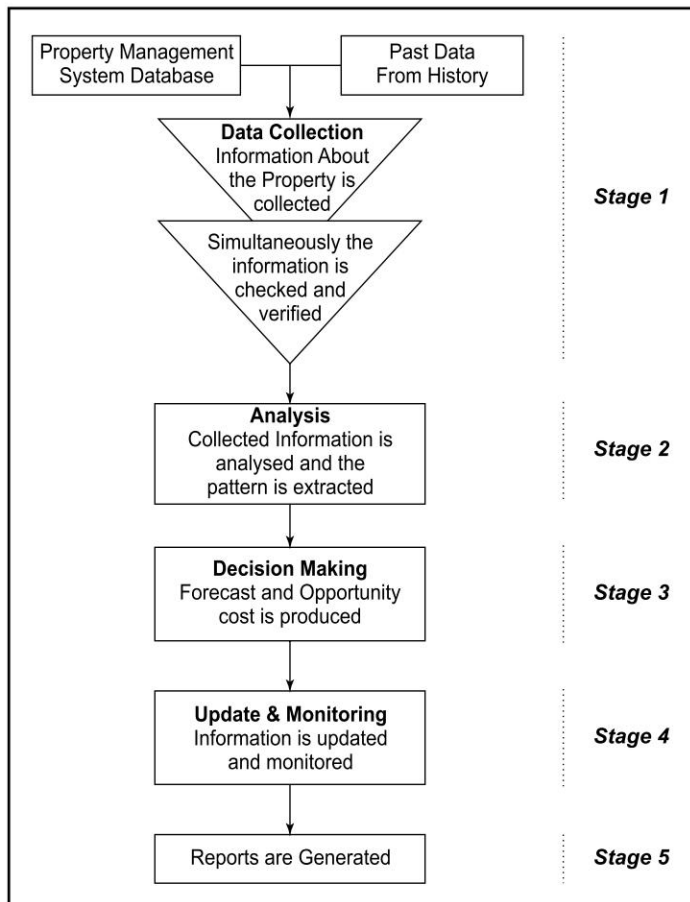 Property Management
System Database
Past Data
From History
Data Collection
Information About
the Property is
collected
Simultaneously the
information is
checked and
verified
Stage 1
Analysis
Collected Information is
analysed and the
pattern is extracted
Stage 2
Decision Making
Forecast and Opportunity
cost is produced
Stage 3
Update & Monitoring
Information is updated
and monitored
Stage 4
Reports are Generated
Stage 5